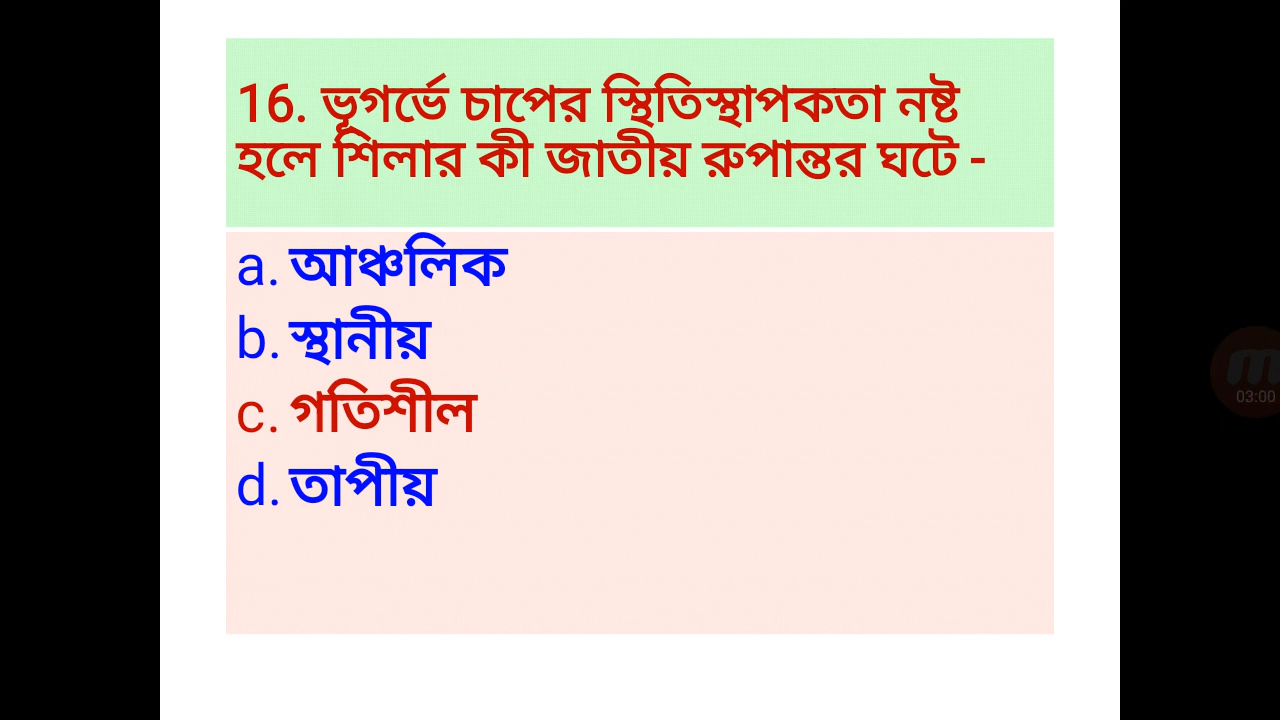 16. ভূগর্ভে চাপের স্থিতিস্থাপকতা নষ্ট
হলে শিলার কী জাতীয় রুপান্তর ঘটে -
a. আঞ্চলিক
b. স্থানীয়
c. গতিশীল
d. তাপীয়
03:00